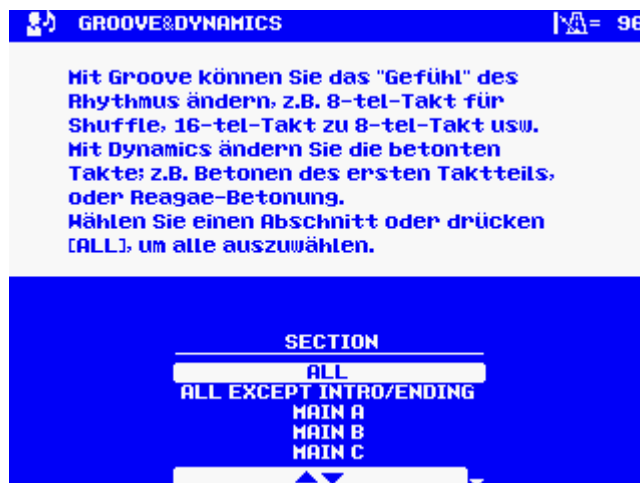 GROOVE&DYNAMICS = 96
Mit Groove können Sie das "Gefühl" des
Rhythmus ändern, z.B. 8-tel-Takt für
Shuffle, 16-tel-Takt zu 8-tel-Takt usw.
Mit Dynamics ändern Sie die betonten
Takte; z.B. Betonen des ersten Taktteils,
oder Reagae-Betonung.
Wählen Sie einen Abschnitt oder drücken
[ALL], um alle auszuwählen.
SECTION
ALL
ALL EXCEPT INTRO/ENDING
MAIN A
MAIN B
MAIN C